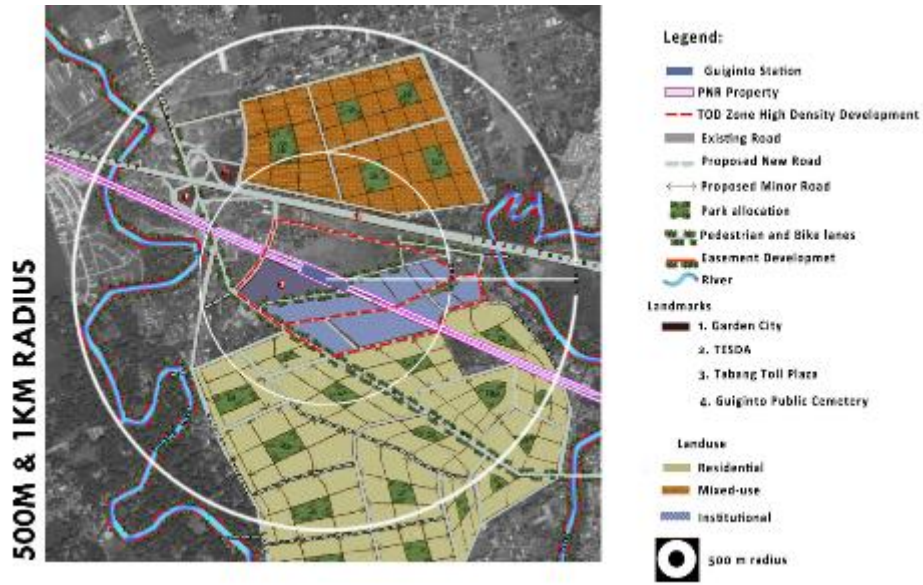 500M & 1KM RADIUS
Legend:
Guiginto Station
PNR Property
TOD Zone High Density Development
Existing Road
Proposed New Road
Proposed Minor Road
Park allocation
Pedestrian and Bike lanes
Easement Developmet
River
Landmarks
1. Garden City
2. TESDA
3. Tabang Toll Plaza
4. Guiginto Public Cemetery
Landuse
Residential
Mixed-use
Institutional
500 m radius